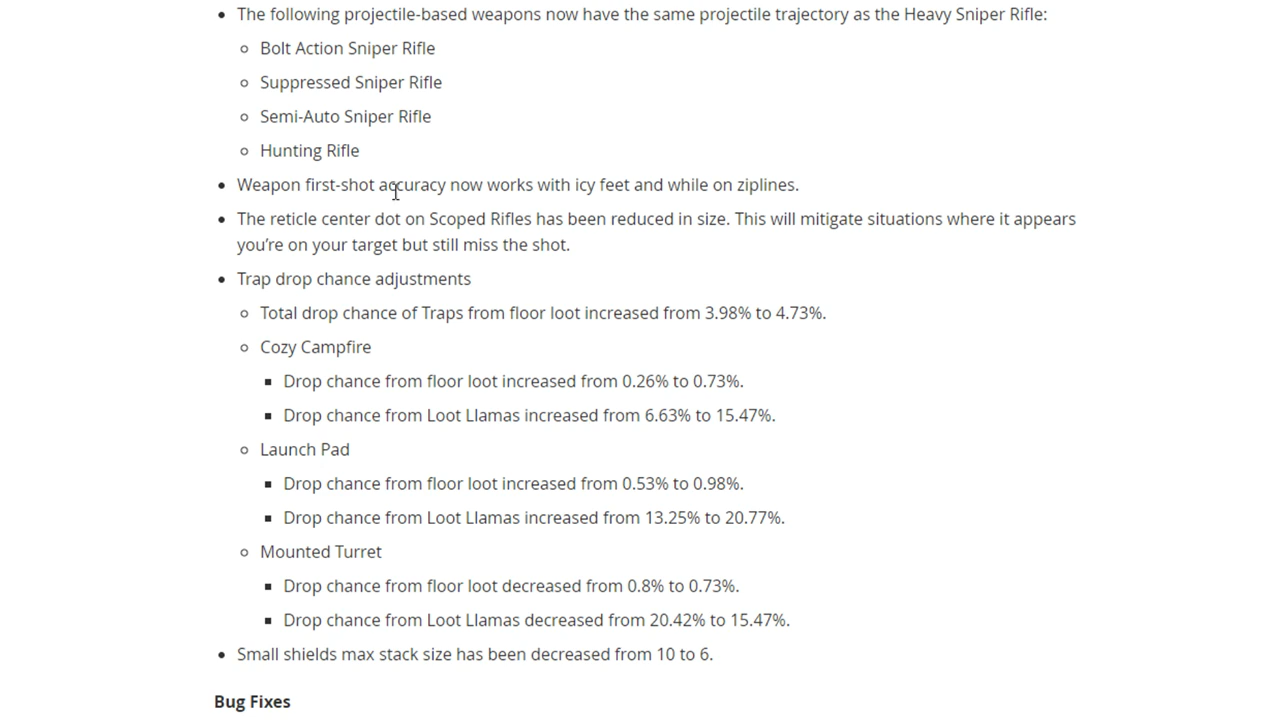 The following projectile-based weapons now have the same projectile trajectory as the Heavy Sniper Rifle:
Bolt Action Sniper Rifle
Suppressed Sniper Rifle
Semi-Auto Sniper Rifle
Hunting Rifle
Weapon first-shot accuracy now works with icy feet and while on ziplines.
The reticle center dot on Scoped Rifles has been reduced in size. This will mitigate situations where it appears
you’re on your target but still miss the shot.
Trap drop chance adjustments
Total drop chance of Traps from floor loot increased from 3.98% to 4.73%.
Cozy Campfire
Drop chance from floor loot increased from 0.26% to 0.73%.
Drop chance from Loot Llamas increased from 6.63% to 15.47%.
Launch Pad
Drop chance from floor loot increased from 0.53% to 0.98%.
Drop chance from Loot Llamas increased from 13.25% to 20.77%.
Mounted Turret
Drop chance from floor loot decreased from 0.8% to 0.73%.
Drop chance from Loot Llamas decreased from 20.42% to 15.47%.
Small shields max stack size has been decreased from 10 to 6.
Bug Fixes